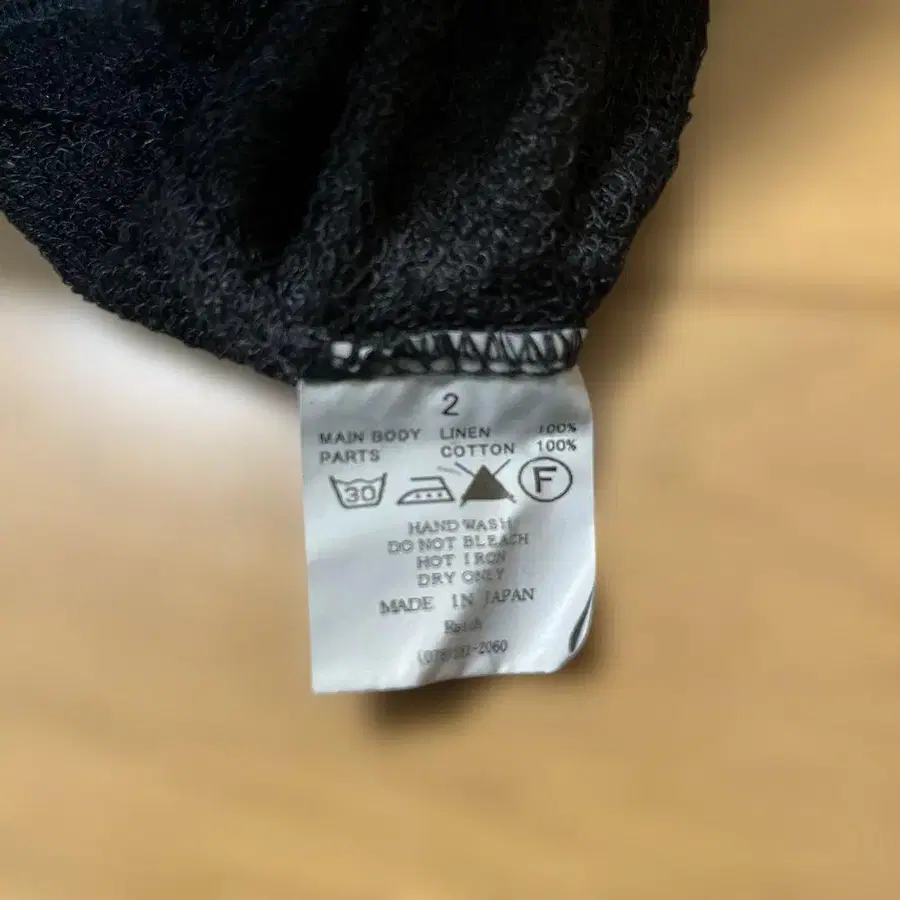 2
MAIN BODY LINEN 100%
PARTS COTTON 100%
30 F
HAND WASH
DO NOT BLEACH
HOT IRON
DRY ONLY
MADE IN JAPAN